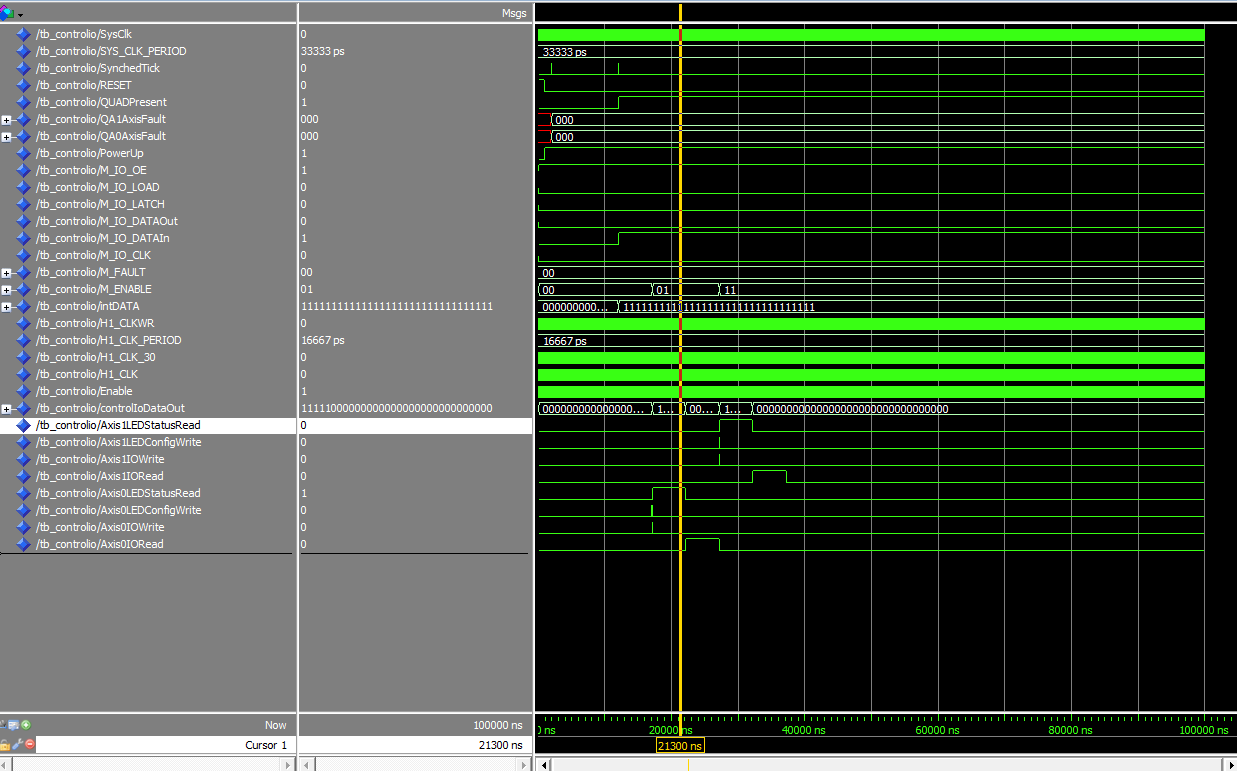 Msgs
/tb_controlio/SysClk 0
/tb_controlio/SYS_CLK_PERIOD 33333 ps 33333 ps
/tb_controlio/SynchedTick 0
/tb_controlio/RESET 0
/tb_controlio/QUADPresent 1
/tb_controlio/QA1AxisFault 000 000
/tb_controlio/QA0AxisFault 000 000
/tb_controlio/PowerUp 1
/tb_controlio/M_IO_OE 1
/tb_controlio/M_IO_LOAD 0
/tb_controlio/M_IO_LATCH 0
/tb_controlio/M_IO_DATAOut 0
/tb_controlio/M_IO_DATAIn 1
/tb_controlio/M_IO_CLK 0
/tb_controlio/M_FAULT 00 00
/tb_controlio/M_ENABLE 01 00 01 11
/tb_controlio/intDATA 11111111111111111111111111111111 000000000... 11111111111111111111111111111111
/tb_controlio/H1_CLKWR 0
/tb_controlio/H1_CLK_PERIOD 16667 ps 16667 ps
/tb_controlio/H1_CLK_30 0
/tb_controlio/H1_CLK 0
/tb_controlio/Enable 1
/tb_controlio/controlIoDataOut 11111000000000000000000000000000 000000000000000... 1... 00... 1... 00000000000000000000000000000000
/tb_controlio/Axis1LEDStatusRead 0
/tb_controlio/Axis1LEDConfigWrite 0
/tb_controlio/Axis1IOWrite 0
/tb_controlio/Axis1IORead 0
/tb_controlio/Axis0LEDStatusRead 1
/tb_controlio/Axis0LEDConfigWrite 0
/tb_controlio/Axis0IOWrite 0
/tb_controlio/Axis0IORead 0
Now 100000 ns 0 ns 20000 ns 40000 ns 60000 ns 80000 ns 100000 ns
Cursor 1 21300 ns 21300 ns